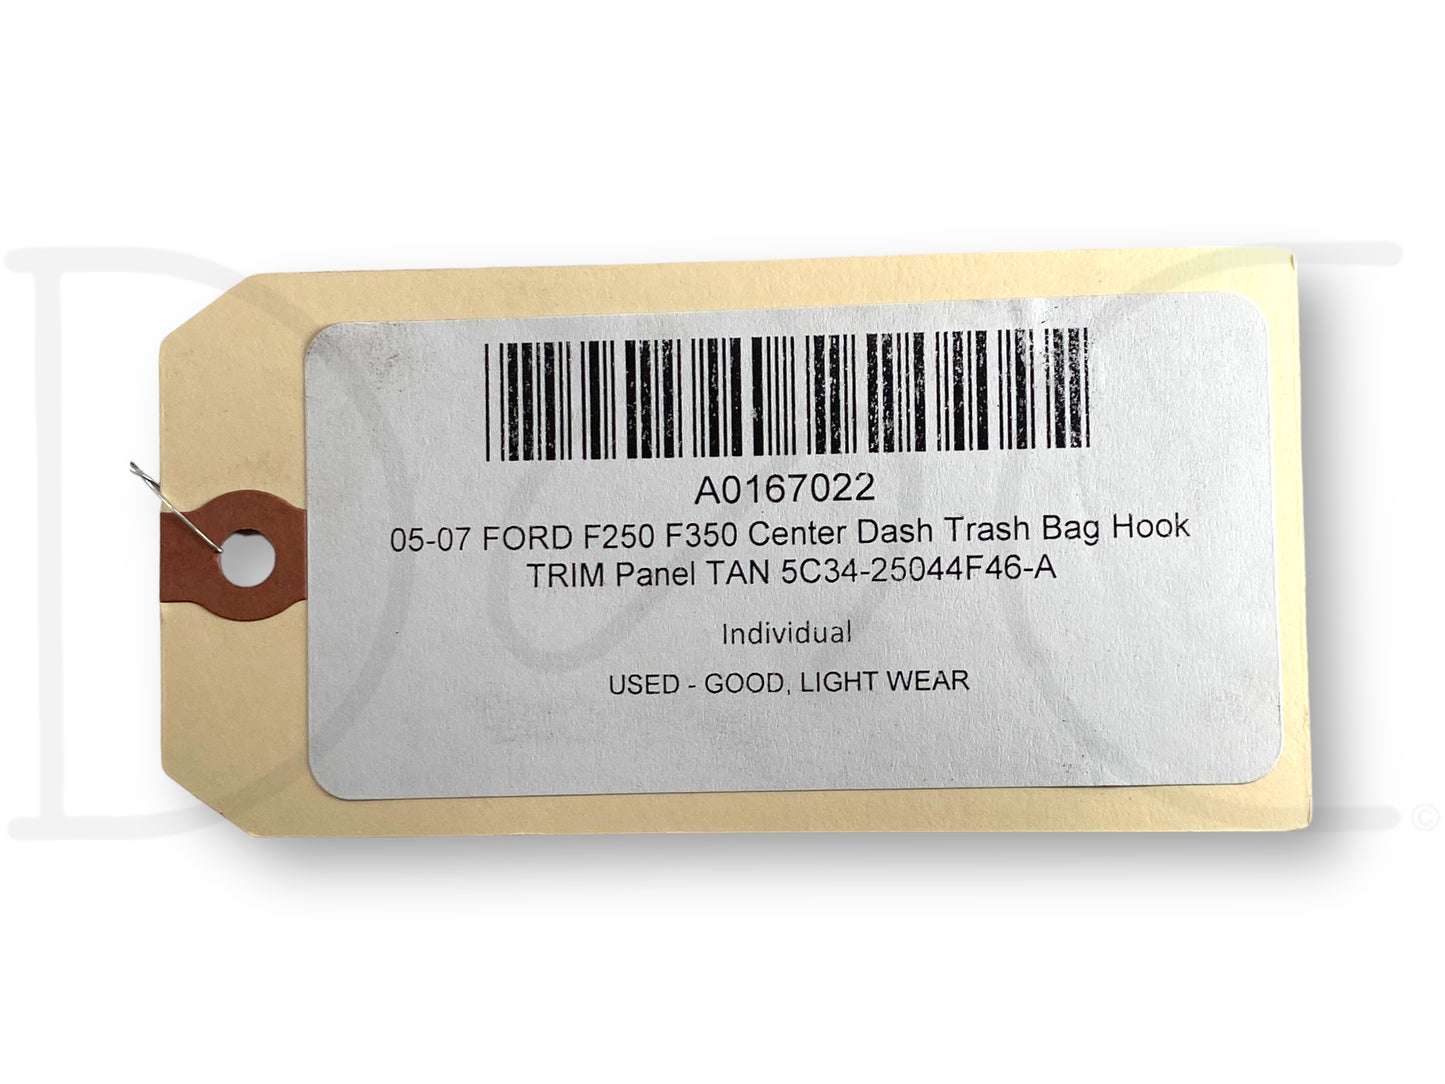 A0167022
05-07 FORD F250 F350 Center Dash Trash Bag Hook
TRIM Panel TAN 5C34-25044F46-A
Individual
USED - GOOD, LIGHT WEAR
©